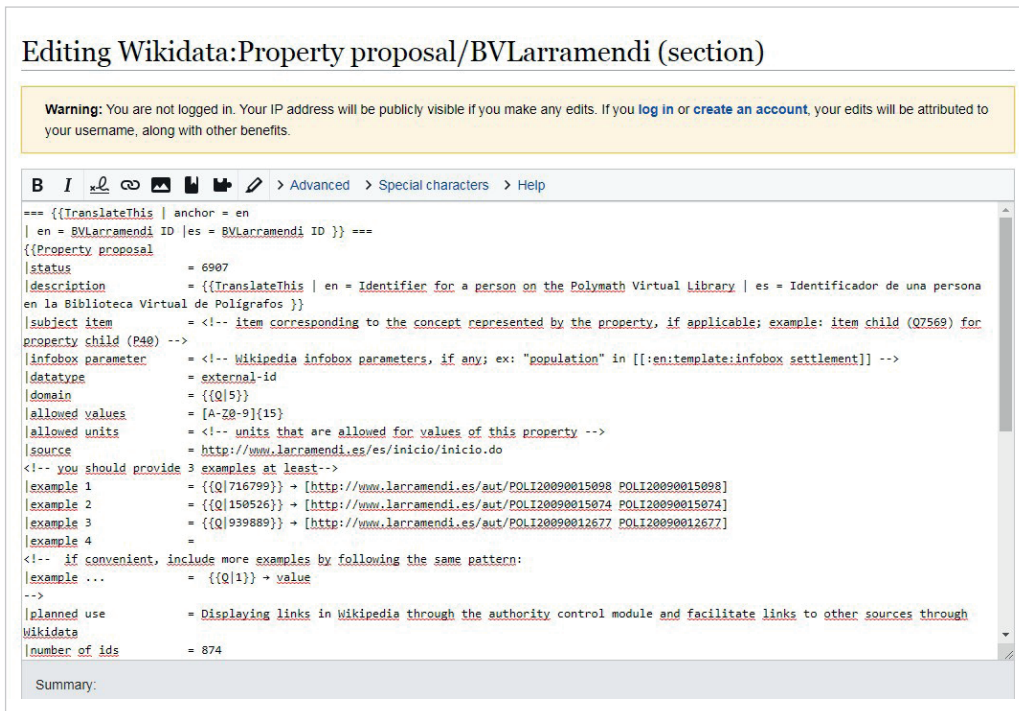 Editing Wikidata:Property proposal/BVLarramendi (section)
Warning: You are not logged in. Your IP address will be publicly visible if you make any edits. If you log in or create an account, your edits will be attributed to
your username, along with other benefits.
B I Advanced Special characters Help
=== {{TranslateThis | anchor = en
| en = BVLarramendi ID |es = BVLarramendi ID }} ===
{{Property proposal
|status = 6907
|description = {{TranslateThis | en = Identifier for a person on the Polymath Virtual Library | es = Identificador de una persona
en la Biblioteca Virtual de Polígrafos }}
|subject item = <!-- item corresponding to the concept represented by the property, if applicable; example: item child (Q7569) for
property child (P40) -->
|infobox parameter = <!-- Wikipedia infobox parameters, if any; ex: "population" in [[:en:template:infobox settlement]] -->
|datatype = external-id
|domain = {{Q|5}}
|allowed values = [A-Z0-9]{15}
|allowed units = <!-- units that are allowed for values of this property -->
|source = http://www.larramendi.es/es/inicio/inicio.do
<!-- you should provide 3 examples at least-->
|example 1 = {{Q|716799}} → [http://www.larramendi.es/aut/POLI20090015098 POLI20090015098]
|example 2 = {{Q|150526}} → [http://www.larramendi.es/aut/POLI20090015074 POLI20090015074]
|example 3 = {{Q|939889}} → [http://www.larramendi.es/aut/POLI20090012677 POLI20090012677]
|example 4 =
<!-- if convenient, include more examples by following the same pattern:
|example ... = {{Q|1}} → value
-->
|planned use = Displaying links in Wikipedia through the authority control module and facilitate links to other sources through
Wikidata
|number of ids = 874
Summary: